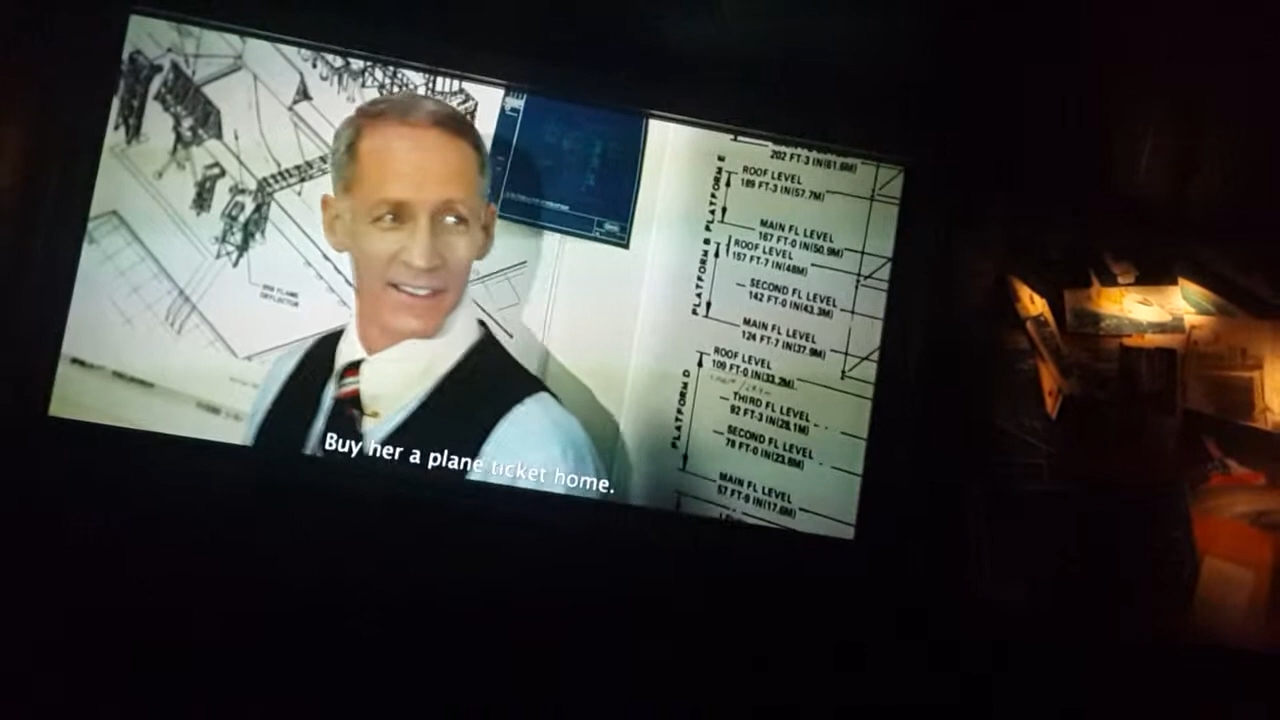 FLAME
DEFLECTOR
202 FT-3 IN(61.6M)
PLATFORM E
ROOF LEVEL
189 FT-3 IN(57.7M)
MAIN FL LEVEL
167 FT-0 IN(50.9M)
PLATFORM B
ROOF LEVEL
157 FT-7 IN(48M)
SECOND FL LEVEL
142 FT-0 IN(43.3M)
MAIN FL LEVEL
124 FT-7 IN(37.9M)
PLATFORM D
ROOF LEVEL
109 FT-0 IN(33.2M)
THIRD FL LEVEL
92 FT-3 IN(28.1M)
SECOND FL LEVEL
78 FT-0 IN(23.8M)
MAIN FL LEVEL
57 FT-9 IN(17.6M)
Buy her a plane ticket home.